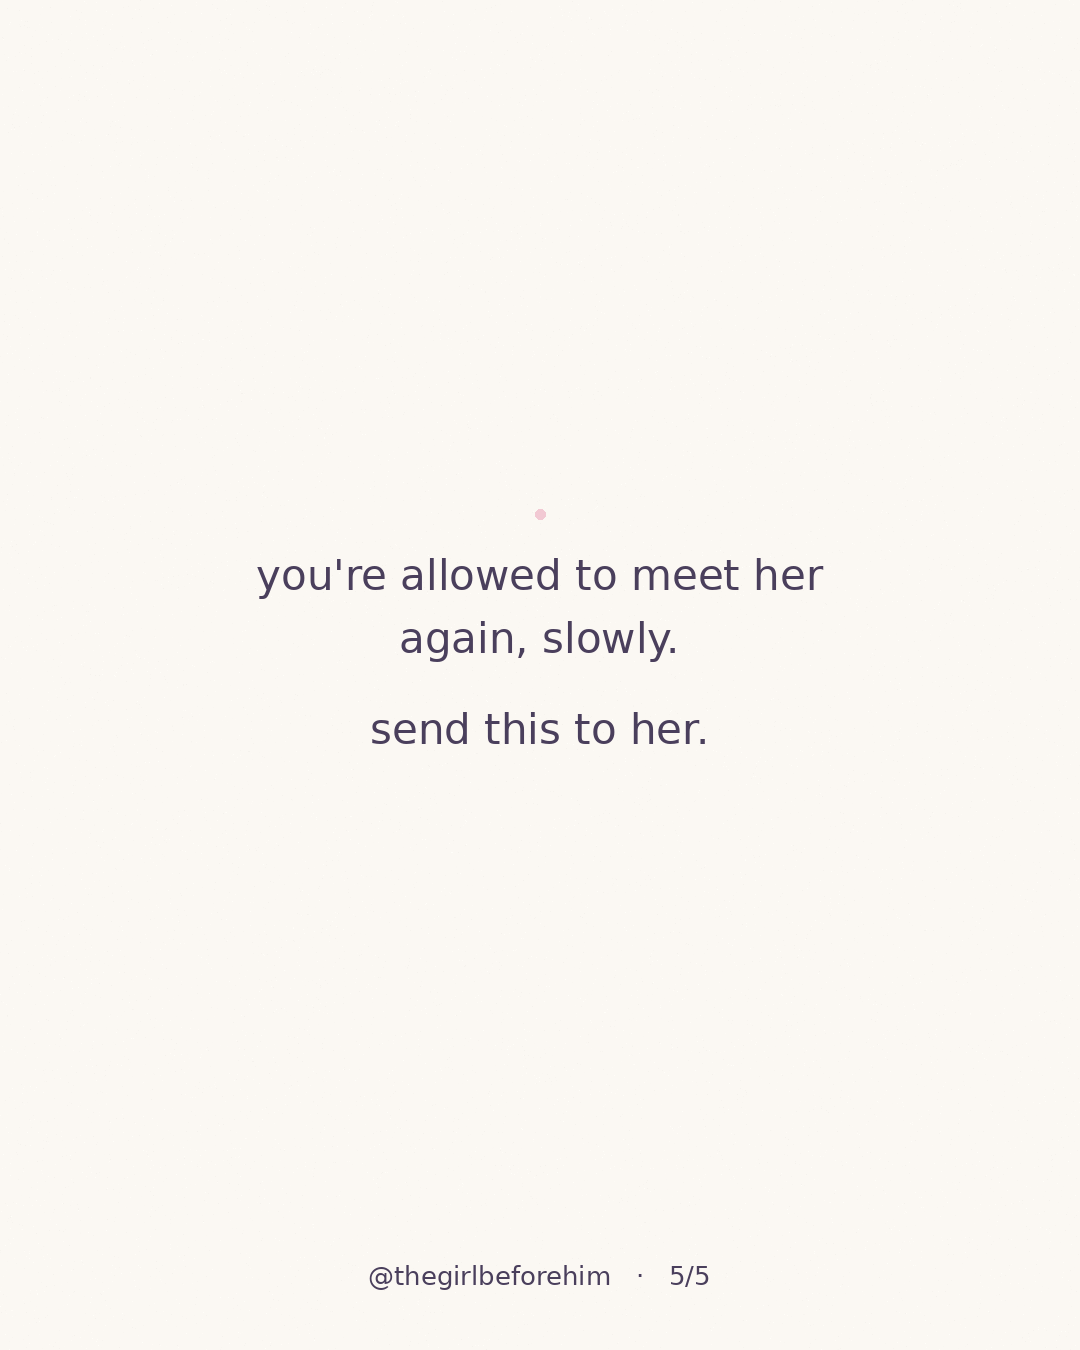 you're allowed to meet her
again, slowly.
send this to her.
@thegirlbeforehim · 5/5